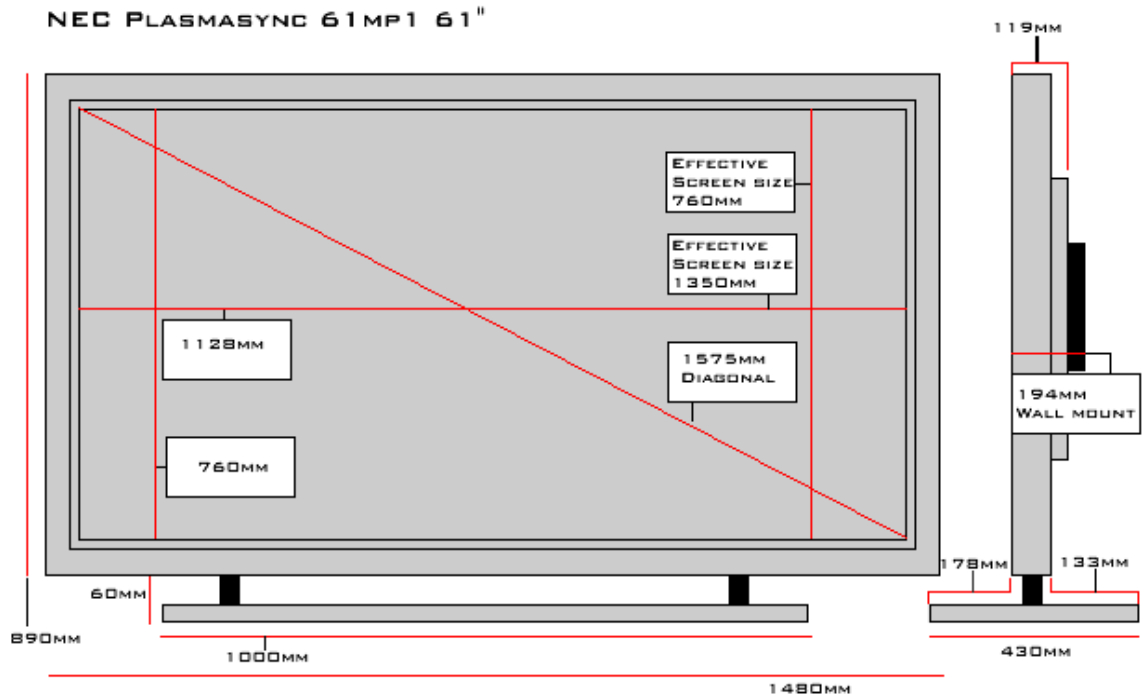 NEC Plasmasync 61mp1 61"
119mm
Effective
Screen size
760mm
Effective
Screen size
1350mm
1128mm
1575mm
Diagonal
194mm
Wall mount
760mm
178mm
133mm
60mm
890mm
1000mm
430mm
1480mm